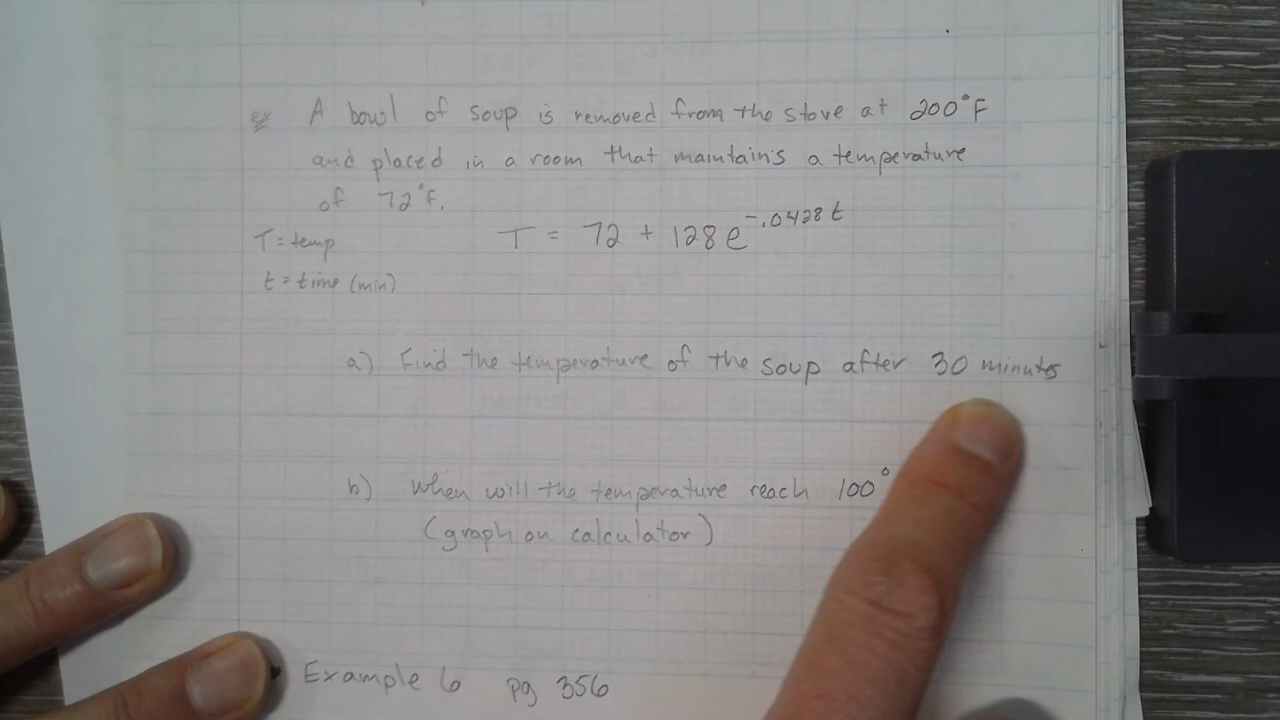 ex A bowl of soup is removed from the stove at 200°F
and placed in a room that maintains a temperature
of 72°F.
T = 72 + 128e^-.0428t
T = temp
t = time (min)
a) Find the temperature of the soup after 30 minutes
b) When will the temperature reach 100°
(graph on calculator)
Example 6 pg 356